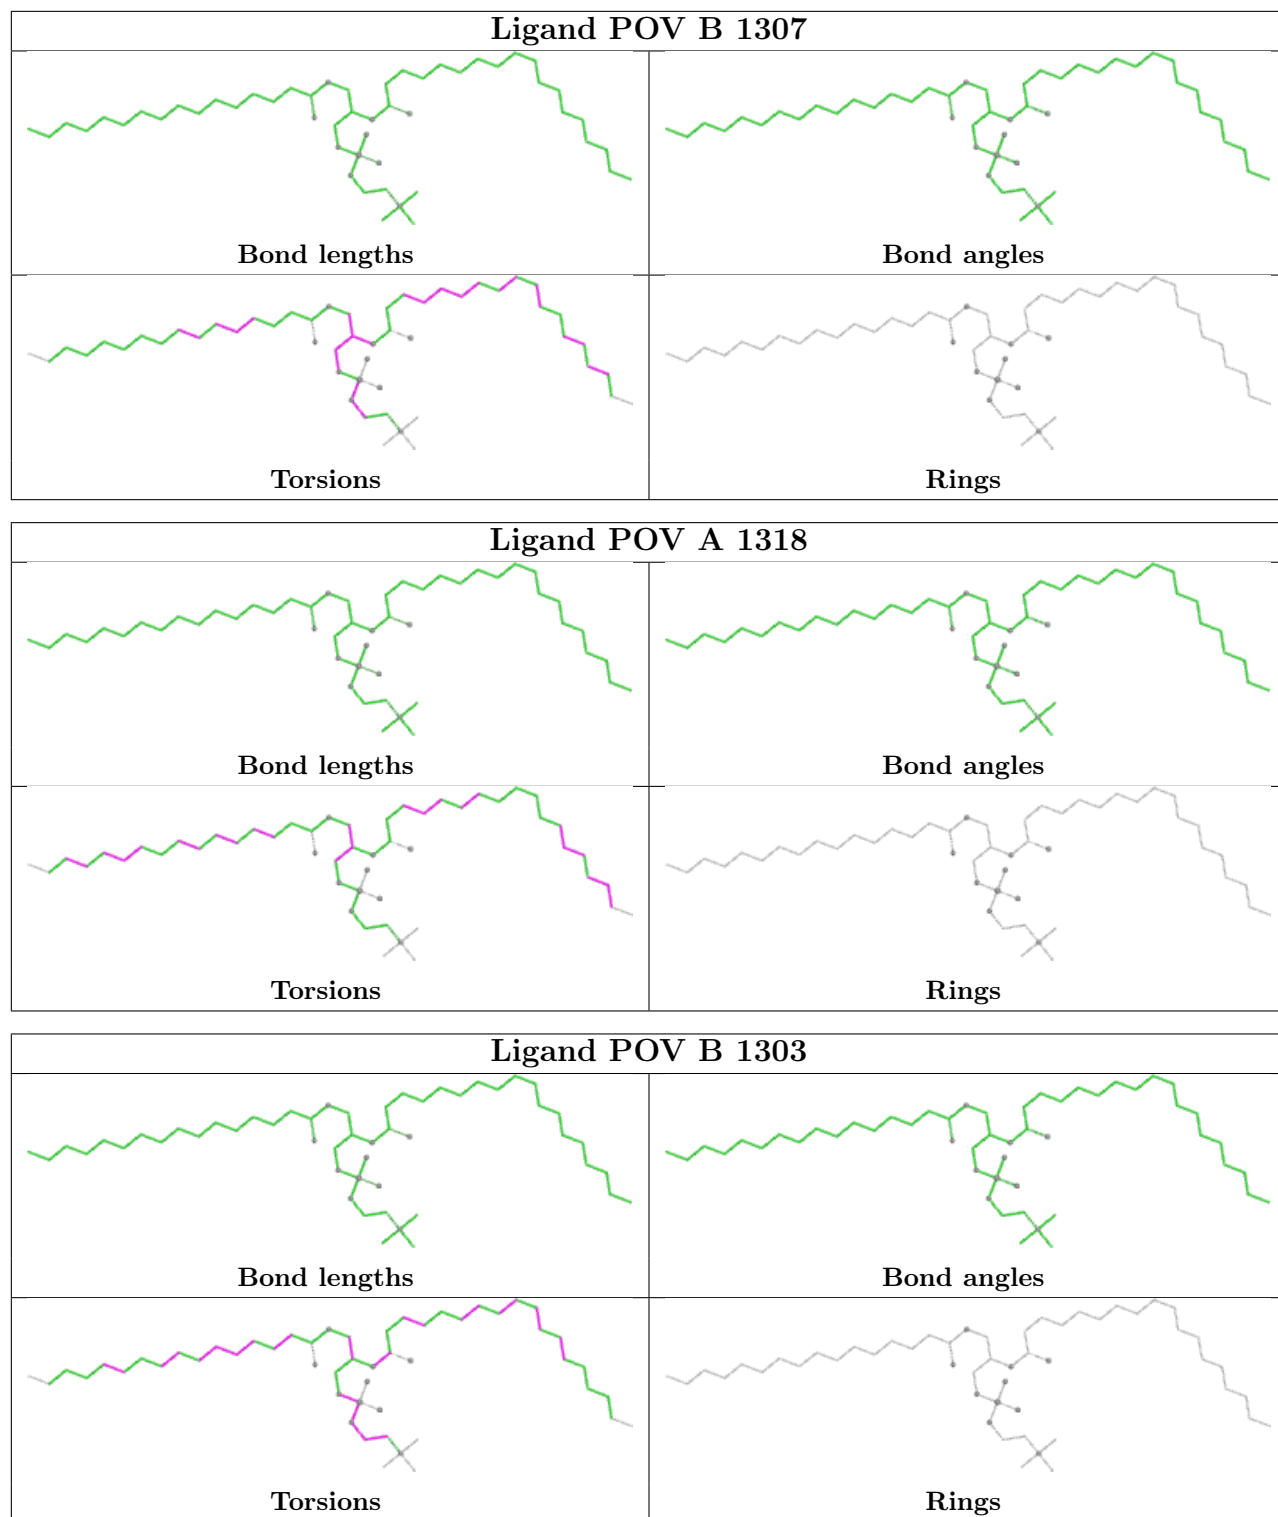 Ligand POV B 1307
Bond lengths
Bond angles
Torsions
Rings
Ligand POV A 1318
Bond lengths
Bond angles
Torsions
Rings
Ligand POV B 1303
Bond lengths
Bond angles
Torsions
Rings